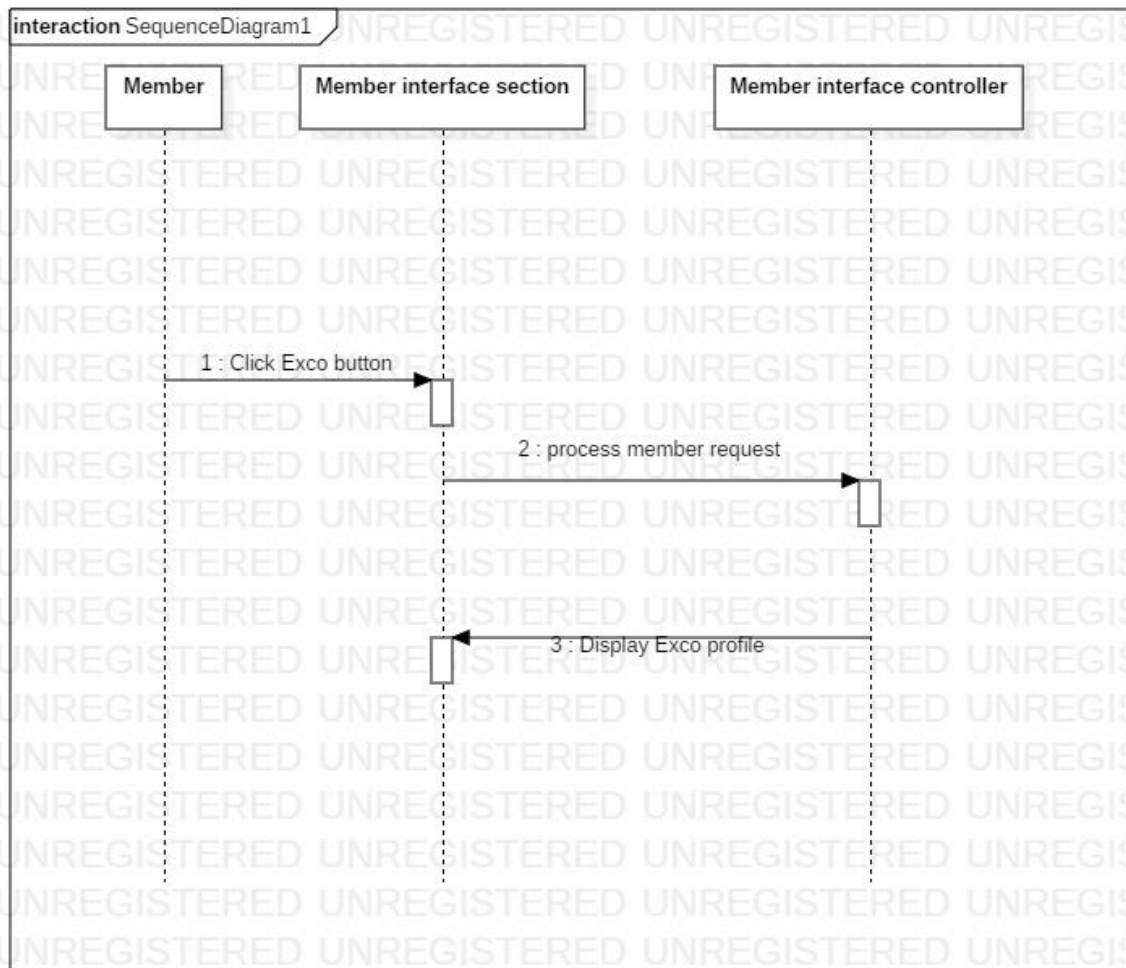 interaction SequenceDiagram1
Member
Member interface section
Member interface controller
1 : Click Exco button
2 : process member request
3 : Display Exco profile
UNREGISTERED